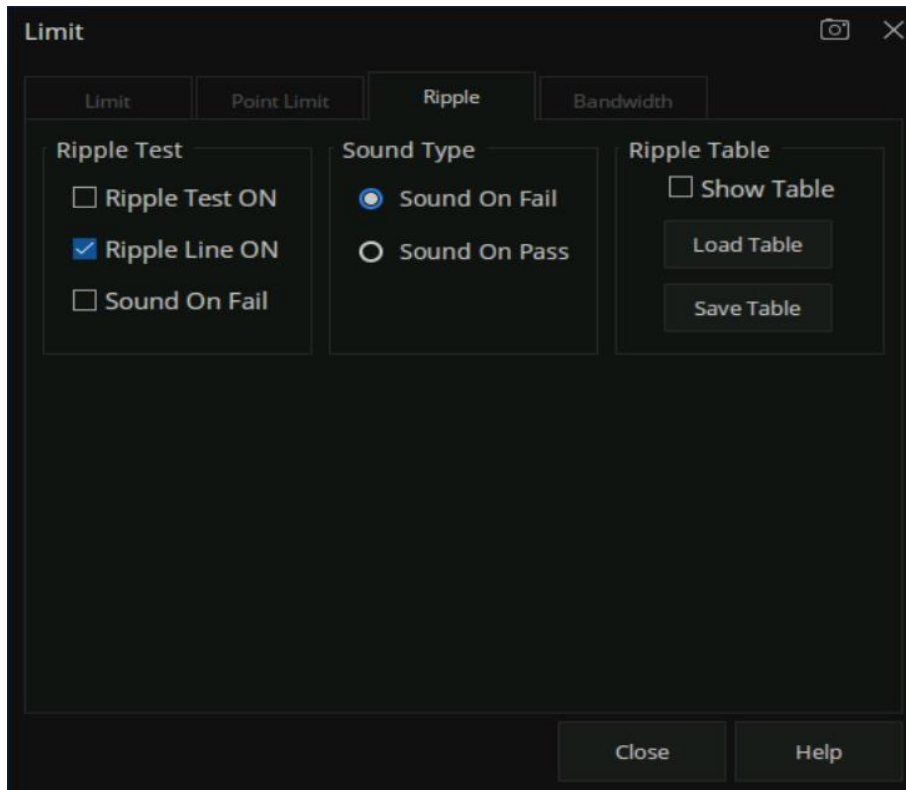 Limit
Limit
Point Limit
Ripple
Bandwidth
Ripple Test
Ripple Test ON
Ripple Line ON
Sound On Fail
Sound Type
Sound On Fail
Sound On Pass
Ripple Table
Show Table
Load Table
Save Table
Close
Help